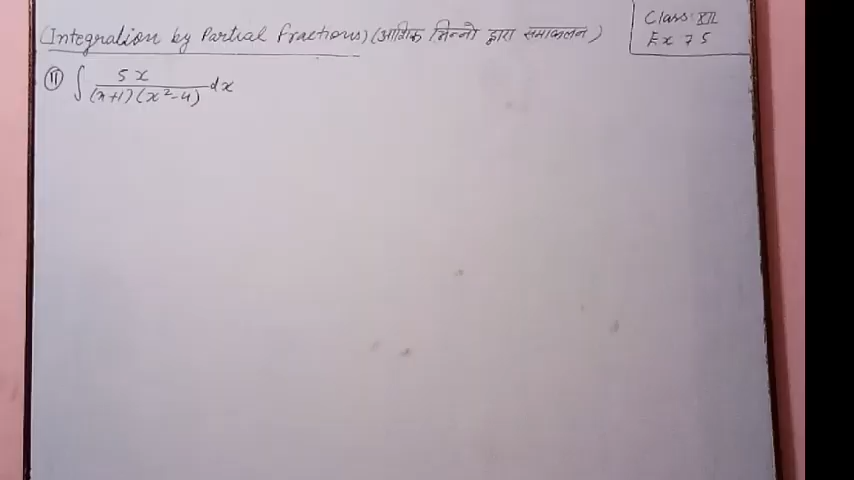 (Integration by Partial fractions) (आंशिक भिन्नो द्वारा समाकलन)
Class XII
Ex 7 5
(11) ∫ 5x / (x+1)(x²-4) dx